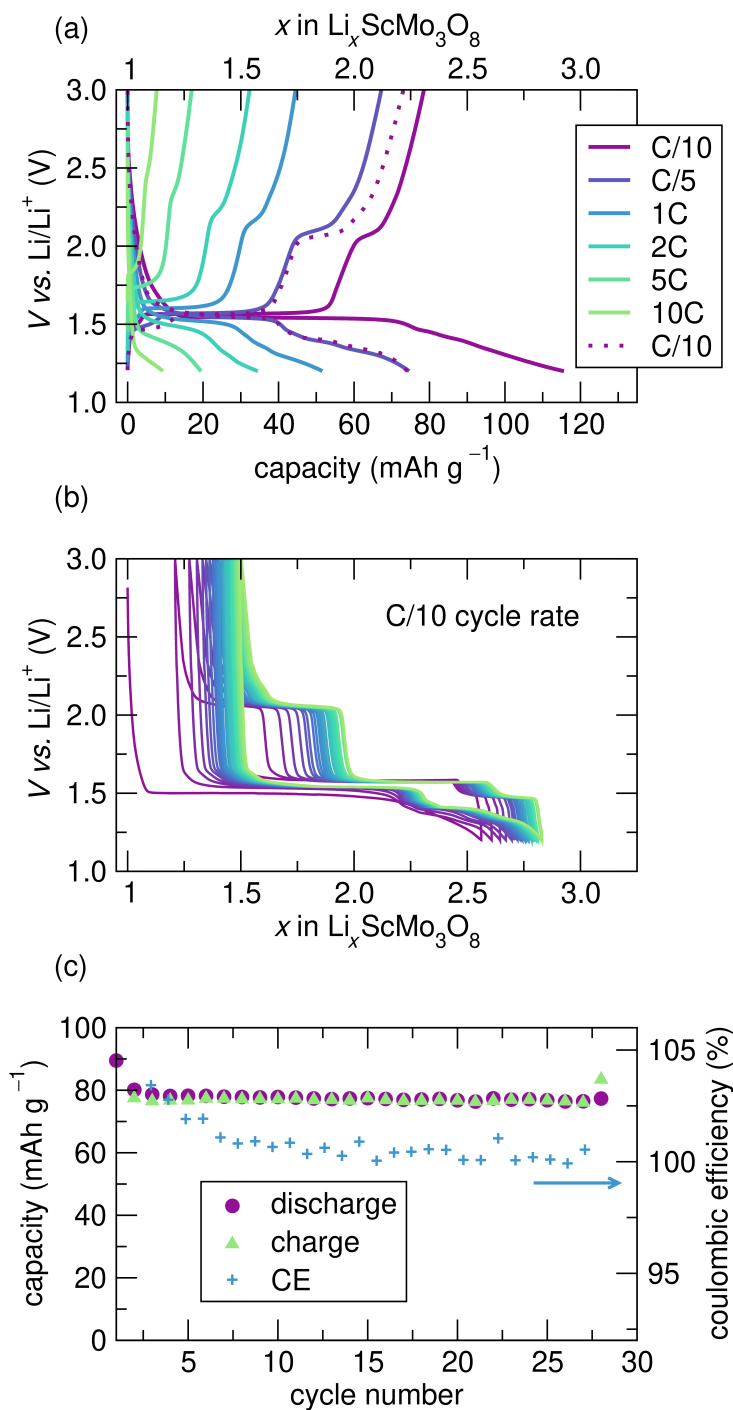 (a)
x in LiₓScMo₃O₈
1 1.5 2 2.5 3
3.0
2.5
2.0
1.5
1.0
V vs. Li/Li⁺ (V)
C/10
C/5
1C
2C
5C
10C
C/10
0 20 40 60 80 100 120
capacity (mAh g⁻¹)
(b)
3.0
2.5
2.0
1.5
1.0
V vs. Li/Li⁺ (V)
C/10 cycle rate
1 1.5 2.0 2.5 3.0
x in LiₓScMo₃O₈
(c)
100
80
60
40
20
0
capacity (mAh g⁻¹)
discharge
charge
CE
105
100
95
coulombic efficiency (%)
5 10 15 20 25 30
cycle number